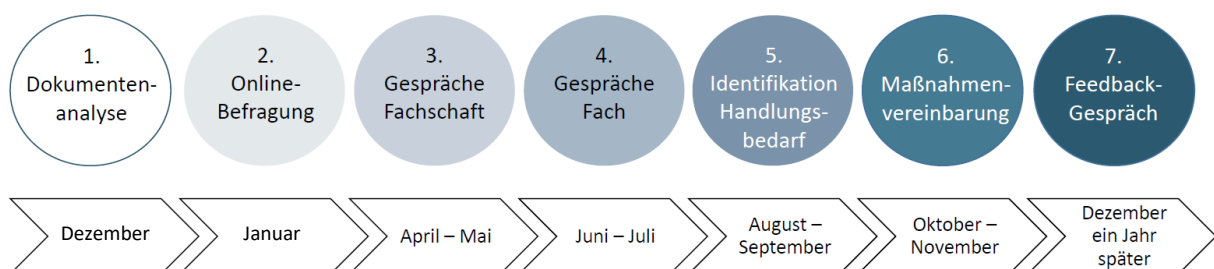 1.
Dokumenten-
analyse
2.
Online-
Befragung
3.
Gespräche
Fachschaft
4.
Gespräche
Fach
5.
Identifikation
Handlungs-
bedarf
6.
Maßnahmen-
vereinbarung
7.
Feedback-
Gespräch
Dezember
Januar
April – Mai
Juni – Juli
August –
September
Oktober –
November
Dezember
ein Jahr
später